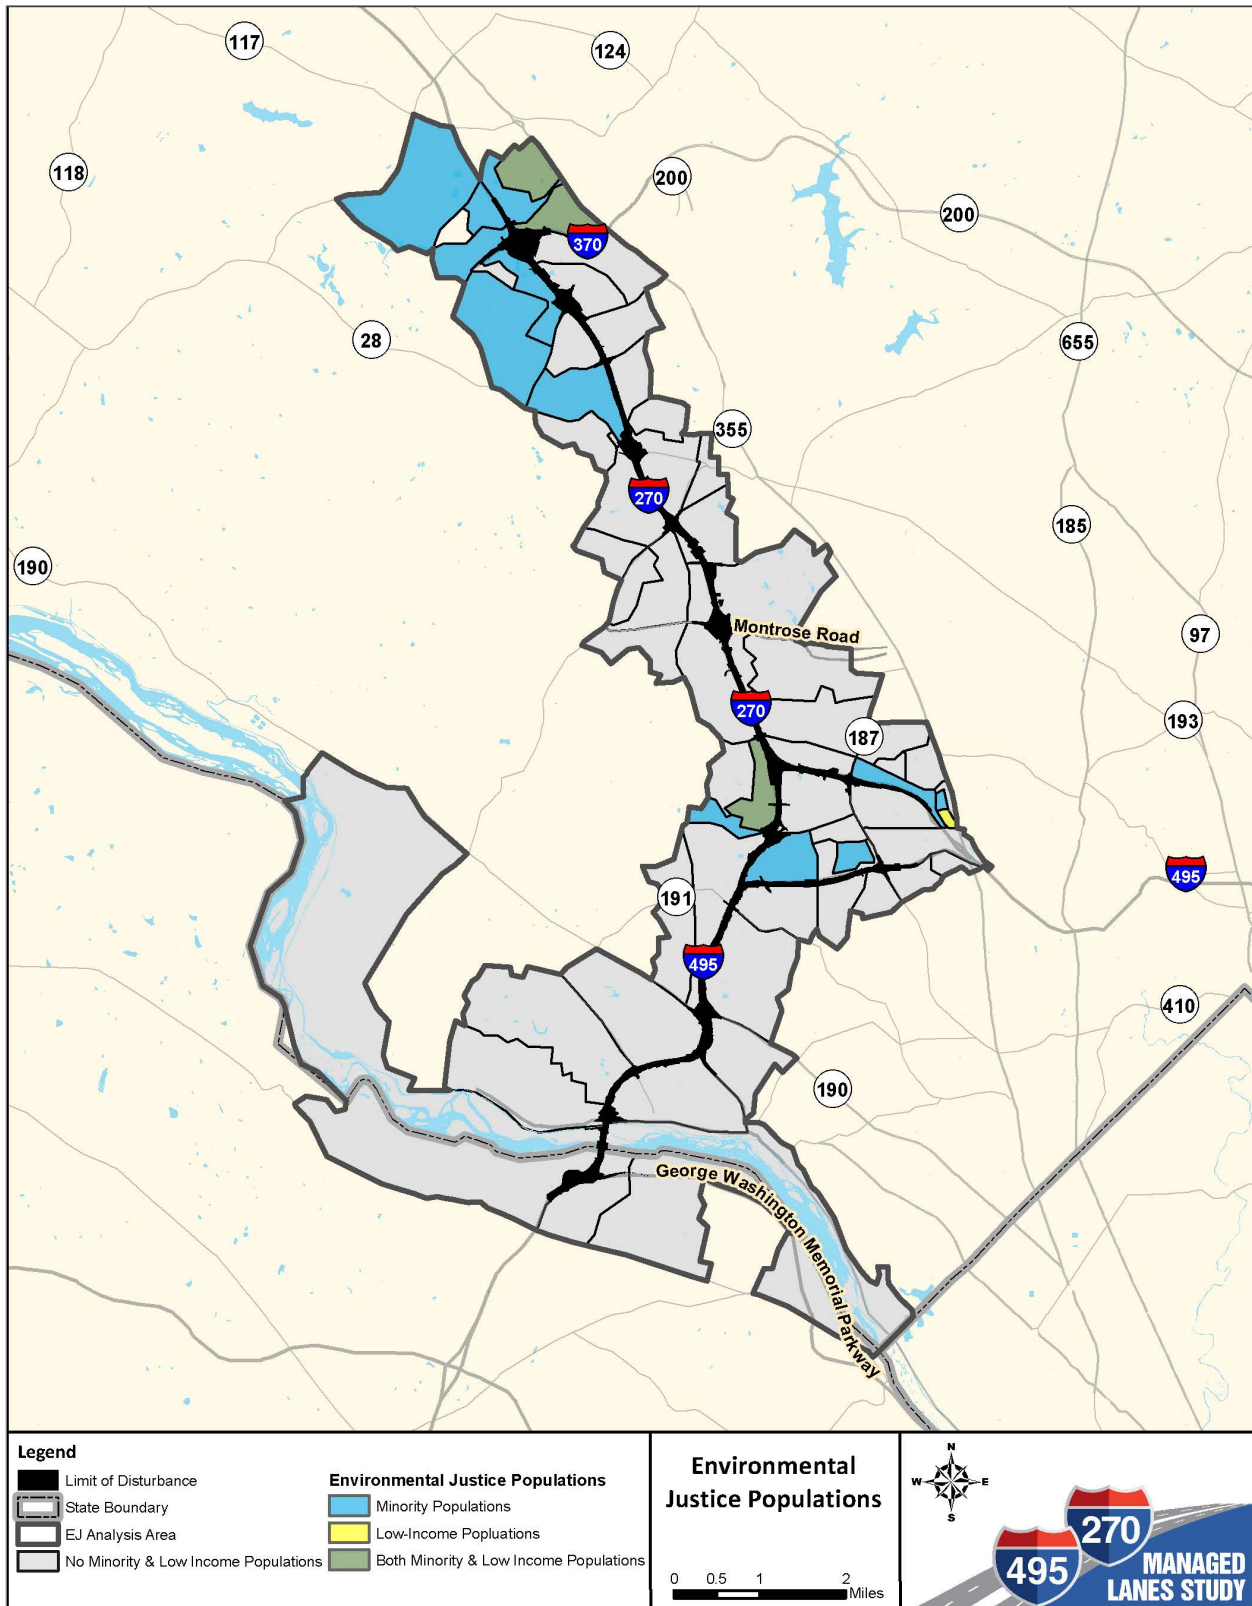 117
124
118
200
200
370
28
655
355
270
185
190
Montrose Road
97
270
187
193
495
191
495
410
190
George Washington Memorial Parkway
Legend
Limit of Disturbance
State Boundary
EJ Analysis Area
No Minority & Low Income Populations
Environmental Justice Populations
Minority Populations
Low-Income Popluations
Both Minority & Low Income Populations
Environmental
Justice Populations
0 0.5 1 2
Miles
N
W E
S
270
495
MANAGED
LANES STUDY